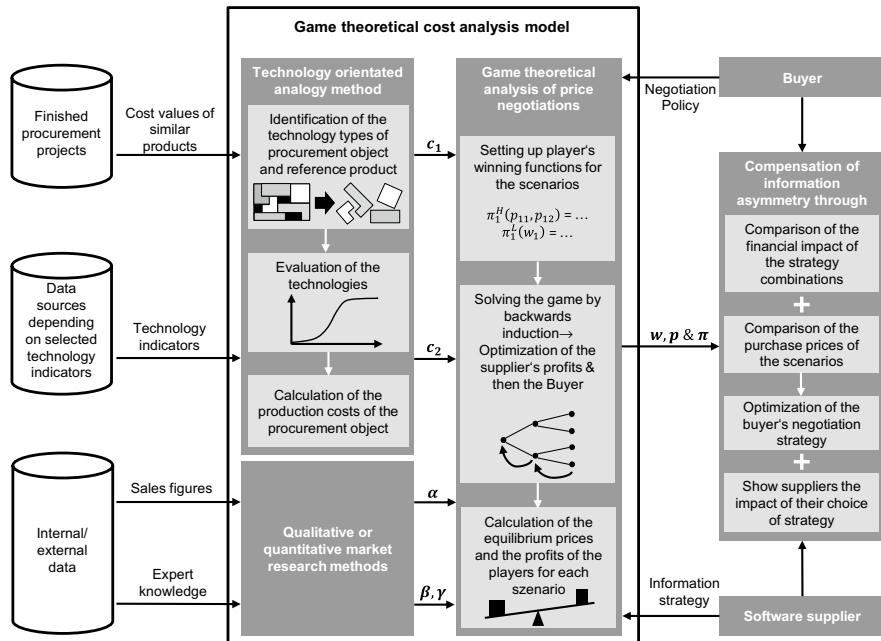 Game theoretical cost analysis model
Finished
procurement
projects
Cost values of
similar
products
Data
sources
depending
on selected
technology
indicators
Technology
indicators
Internal/
external
data
Sales figures
Expert
knowledge
Technology orientated
analogy method
Identification of the
technology types of
procurement object
and reference product
Evaluation of the
technologies
Calculation of the
production costs of the
procurement object
Qualitative or
quantitative market
research methods
c₁
c₂
α
β, γ
Game theoretical
analysis of price
negotiations
Setting up player‘s
winning functions for
the scenarios
π₁ᴴ(p₁₁, p₁₂) = …
π₁ᴸ(w₁) = …
Solving the game by
backwards
induction→
Optimization of the
supplier‘s profits &
then the Buyer
Calculation of the
equilibrium prices
and the profits of the
players for each
szenario
Negotiation
Policy
w, p & π
Information
strategy
Buyer
Compensation of
information
asymmetry through
Comparison of the
financial impact of
the strategy
combinations
+
Comparison of the
purchase prices of
the scenarios
Optimization of the
buyer‘s negotiation
strategy
+
Show suppliers the
impact of their choice
of strategy
Software supplier